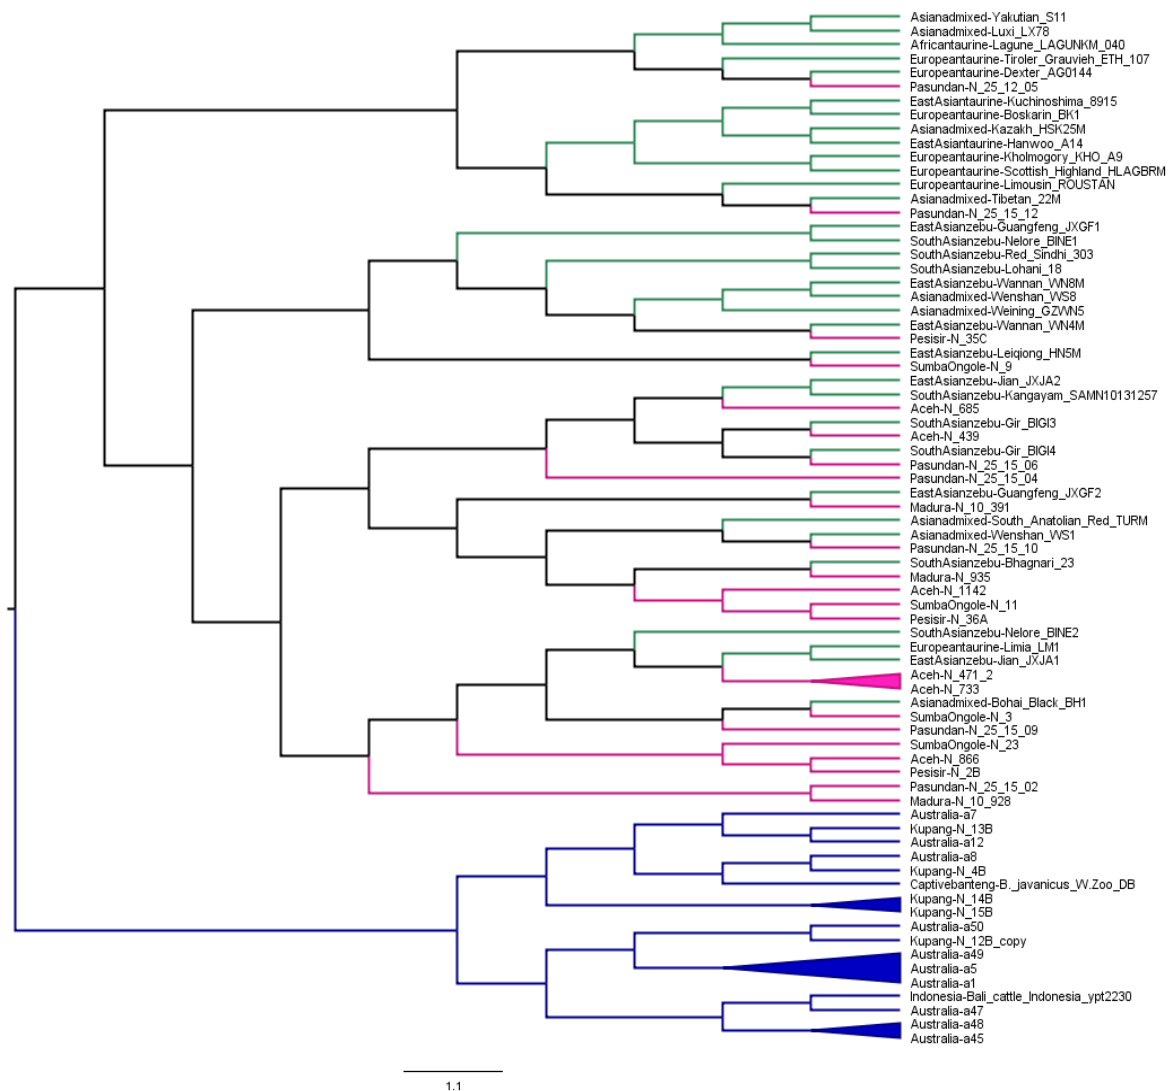 Asianadmixed-Yakutian_S11
Asianadmixed-Luxi_LX78
Africantaurine-Lagune_LAGUNKM_040
Europeantaurine-Tiroler_Grauvieh_ETH_107
Europeantaurine-Dexter_AG0144
Pasundan-N_25_12_05
EastAsiantaurine-Kuchinoshima_8915
Europeantaurine-Boskarin_BK1
Asianadmixed-Kazakh_HSK25M
EastAsiantaurine-Hanwoo_A14
Europeantaurine-Kholmogory_KHO_A9
Europeantaurine-Scottish_Highland_HLAGBRM
Europeantaurine-Limousin_ROUSTAN
Asianadmixed-Tibetan_22M
Pasundan-N_25_15_12
EastAsianzebu-Guangfeng_JXGF1
SouthAsianzebu-Nelore_BINE1
SouthAsianzebu-Red_Sindhi_303
SouthAsianzebu-Lohani_18
EastAsianzebu-Wannan_WN8M
Asianadmixed-Wenshan_WS8
Asianadmixed-Weining_GZWN5
EastAsianzebu-Wannan_WN4M
Pesisir-N_35C
EastAsianzebu-Leiqiong_HN5M
SumbaOngole-N_9
EastAsianzebu-Jian_JXJA2
SouthAsianzebu-Kangayam_SAMN10131257
Aceh-N_685
SouthAsianzebu-Gir_BIGI3
Aceh-N_439
SouthAsianzebu-Gir_BIGI4
Pasundan-N_25_15_06
Pasundan-N_25_15_04
EastAsianzebu-Guangfeng_JXGF2
Madura-N_10_391
Asianadmixed-South_Anatolian_Red_TURM
Asianadmixed-Wenshan_WS1
Pasundan-N_25_15_10
SouthAsianzebu-Bhagnari_23
Madura-N_935
Aceh-N_1142
SumbaOngole-N_11
Pesisir-N_36A
SouthAsianzebu-Nelore_BINE2
Europeantaurine-Limia_LM1
EastAsianzebu-Jian_JXJA1
Aceh-N_471_2
Aceh-N_733
Asianadmixed-Bohai_Black_BH1
SumbaOngole-N_3
Pasundan-N_25_15_09
SumbaOngole-N_23
Aceh-N_866
Pesisir-N_2B
Pasundan-N_25_15_02
Madura-N_10_928
Australia-a7
Kupang-N_13B
Australia-a12
Australia-a8
Kupang-N_4B
Captivebanteng-B._javanicus_W.Zoo_DB
Kupang-N_14B
Kupang-N_15B
Australia-a50
Kupang-N_12B_copy
Australia-a49
Australia-a5
Australia-a1
Indonesia-Bali_cattle_Indonesia_ypt2230
Australia-a47
Australia-a48
Australia-a45
1.1